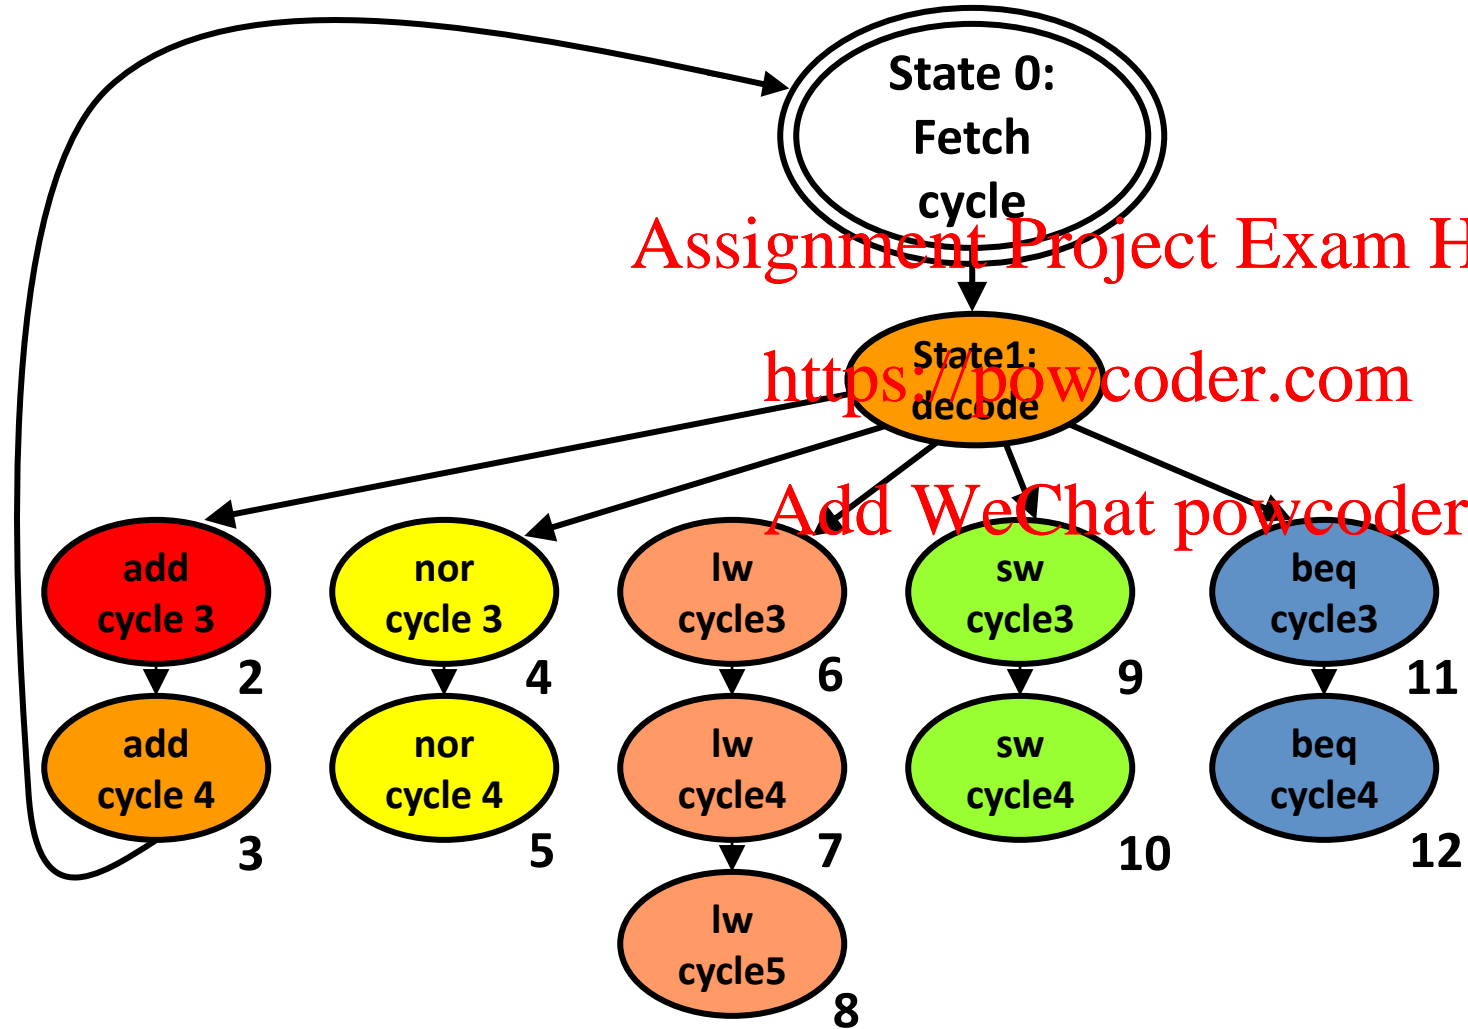 State 0:
Fetch
cycle
Assignment Project Exam H
State1:
https://powcoder.com
decode
Add WeChat powcoder
add
cycle 3
2
nor
cycle 3
4
lw
cycle3
6
sw
cycle3
9
beq
cycle3
11
add
cycle 4
3
nor
cycle 4
5
lw
cycle4
7
sw
cycle4
10
beq
cycle4
12
lw
cycle5
8